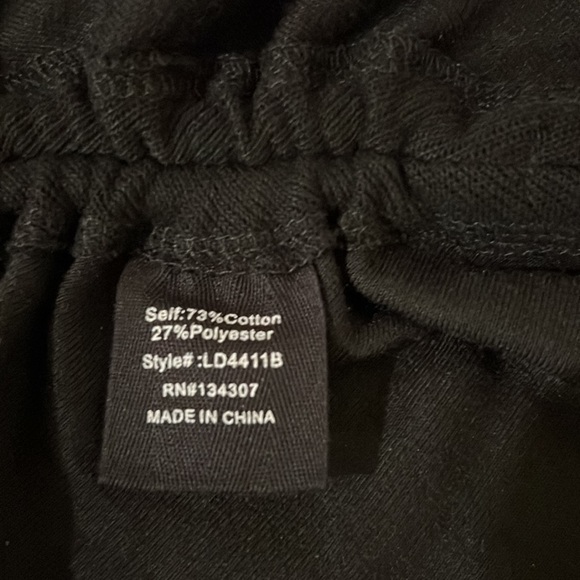 Self:73%Cotton
27%Polyester
Style#:LD4411B
RN#134307
MADE IN CHINA